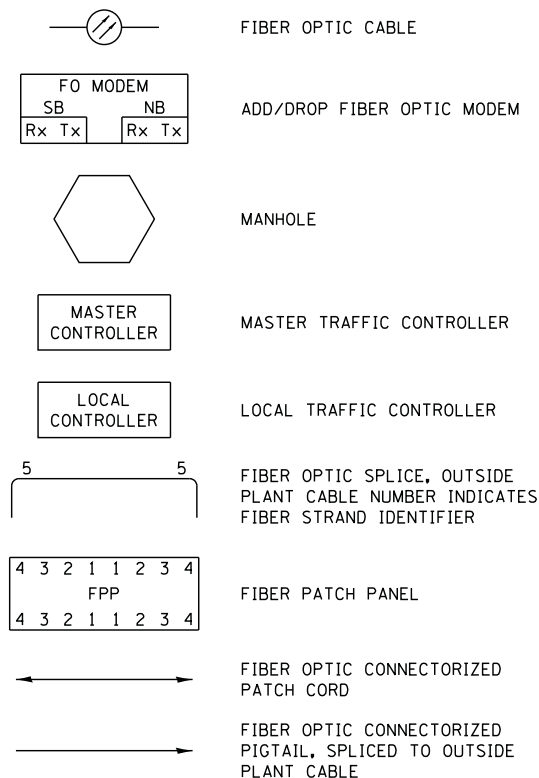 FIBER OPTIC CABLE
FO MODEM
SB NB
Rx Tx Rx Tx
ADD/DROP FIBER OPTIC MODEM
MANHOLE
MASTER
CONTROLLER
MASTER TRAFFIC CONTROLLER
LOCAL
CONTROLLER
LOCAL TRAFFIC CONTROLLER
5 5
FIBER OPTIC SPLICE, OUTSIDE
PLANT CABLE NUMBER INDICATES
FIBER STRAND IDENTIFIER
4 3 2 1 1 2 3 4
FPP
4 3 2 1 1 2 3 4
FIBER PATCH PANEL
FIBER OPTIC CONNECTORIZED
PATCH CORD
FIBER OPTIC CONNECTORIZED
PIGTAIL, SPLICED TO OUTSIDE
PLANT CABLE